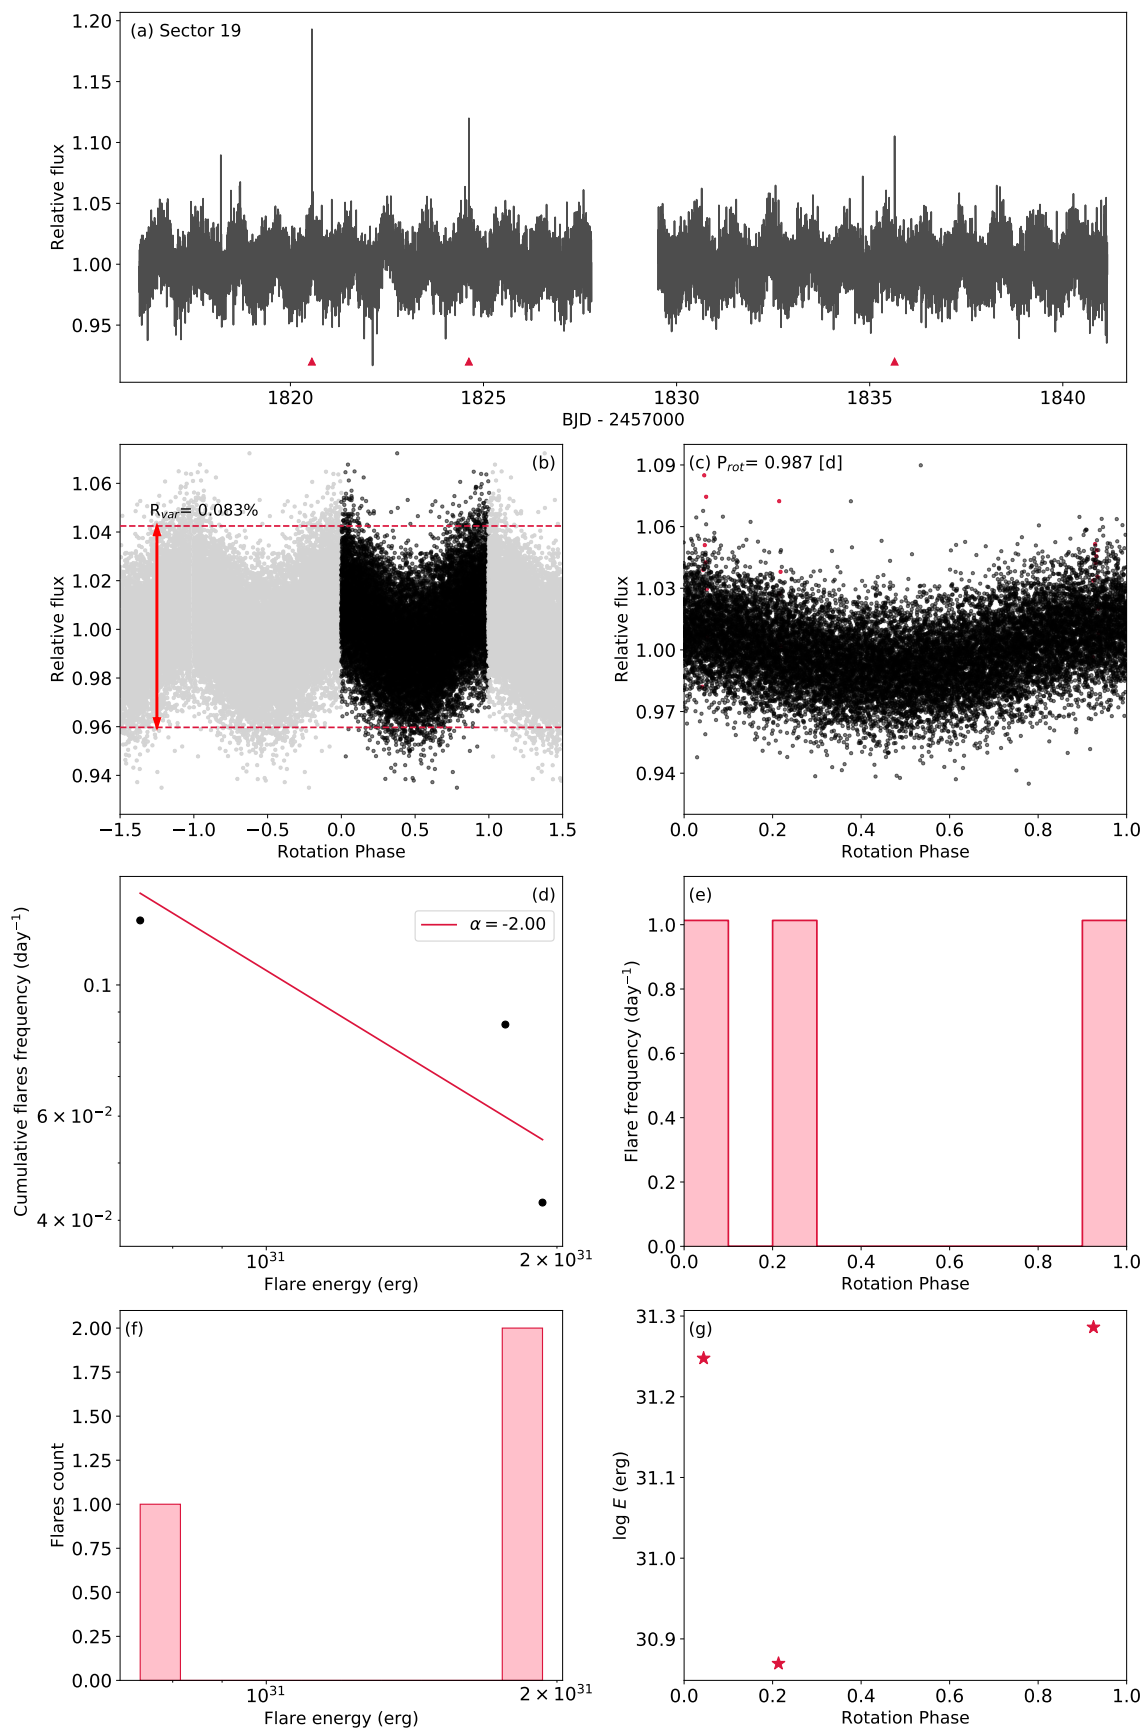 (a) Sector 19
1.20
1.15
1.10
1.05
1.00
0.95
Relative flux
1820
1825
1830
1835
1840
BJD - 2457000
(b)
R_var = 0.083%
1.06
1.04
1.02
1.00
0.98
0.96
0.94
Relative flux
−1.5
−1.0
−0.5
0.0
0.5
1.0
1.5
Rotation Phase
(c) P_rot = 0.987 [d]
1.09
1.06
1.03
1.00
0.97
0.94
Relative flux
0.0
0.2
0.4
0.6
0.8
1.0
Rotation Phase
(d)
α = -2.00
0.1
6 × 10⁻²
4 × 10⁻²
Cumulative flares frequency (day⁻¹)
10³¹
2 × 10³¹
Flare energy (erg)
(e)
1.0
0.8
0.6
0.4
0.2
0.0
Flare frequency (day⁻¹)
0.0
0.2
0.4
0.6
0.8
1.0
Rotation Phase
(f)
2.00
1.75
1.50
1.25
1.00
0.75
0.50
0.25
0.00
Flares count
10³¹
2 × 10³¹
Flare energy (erg)
(g)
31.3
31.2
31.1
31.0
30.9
log E (erg)
0.0
0.2
0.4
0.6
0.8
1.0
Rotation Phase